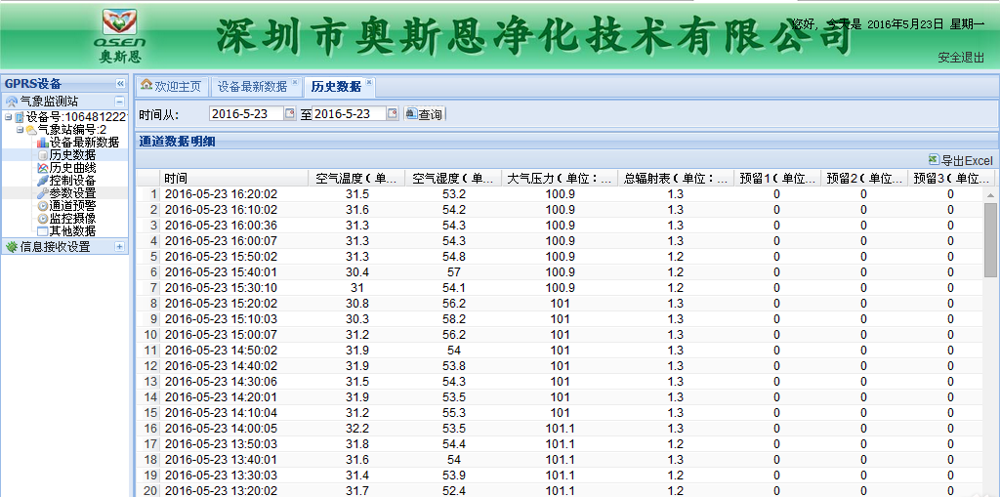 OSEN
奥斯恩
深圳市奥斯恩净化技术有限公司
您好, 今天是 2016年5月23日 星期一
安全退出
GPRS设备
气象监测站
设备号:106481222
气象站编号:2
设备最新数据
历史数据
历史曲线
控制设备
参数设置
通道预警
监控摄像
其他数据
信息接收设置
欢迎主页 设备最新数据 历史数据
时间从: 2016-5-23 至 2016-5-23 查询
通道数据明细
导出Excel
时间 空气温度(单... 空气湿度(单... 大气压力(单位:... 总辐射表(单位:... 预留1(单位... 预留2(单位... 预留3(单位...
1 2016-05-23 16:20:02 31.5 53.2 100.9 1.3 0 0 0
2 2016-05-23 16:10:02 31.6 54.2 100.9 1.3 0 0 0
3 2016-05-23 16:00:36 31.3 54.3 100.9 1.3 0 0 0
4 2016-05-23 16:00:07 31.3 54.3 100.9 1.3 0 0 0
5 2016-05-23 15:50:02 31.3 54.8 100.9 1.2 0 0 0
6 2016-05-23 15:40:01 30.4 57 100.9 1.2 0 0 0
7 2016-05-23 15:30:10 31 54.1 100.9 1.2 0 0 0
8 2016-05-23 15:20:02 30.8 56.2 101 1.3 0 0 0
9 2016-05-23 15:10:03 30.3 58.2 101 1.3 0 0 0
10 2016-05-23 15:00:07 31.2 56.2 101 1.3 0 0 0
11 2016-05-23 14:50:02 31.9 54 101 1.3 0 0 0
12 2016-05-23 14:40:02 31.9 53.8 101 1.3 0 0 0
13 2016-05-23 14:30:06 31.5 54.3 101 1.3 0 0 0
14 2016-05-23 14:20:01 31.9 53.5 101 1.3 0 0 0
15 2016-05-23 14:10:04 31.2 55.3 101 1.3 0 0 0
16 2016-05-23 14:00:05 32.2 53.5 101.1 1.3 0 0 0
17 2016-05-23 13:50:03 31.8 54.4 101.1 1.2 0 0 0
18 2016-05-23 13:40:01 31.6 54 101.1 1.3 0 0 0
19 2016-05-23 13:30:03 31.4 53.9 101.1 1.2 0 0 0
20 2016-05-23 13:20:02 31.7 52.4 101.1 1.3 0 0 0